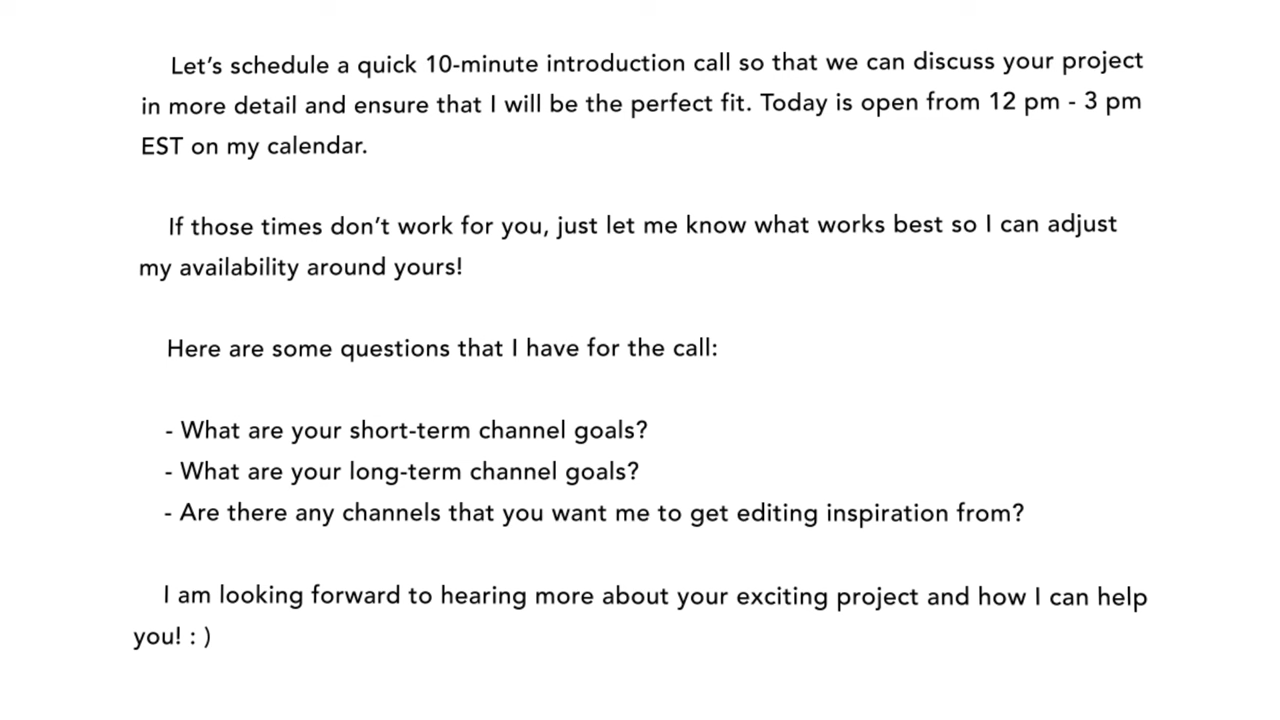 Let’s schedule a quick 10-minute introduction call so that we can discuss your project
in more detail and ensure that I will be the perfect fit. Today is open from 12 pm - 3 pm
EST on my calendar.
If those times don’t work for you, just let me know what works best so I can adjust
my availability around yours!
Here are some questions that I have for the call:
- What are your short-term channel goals?
- What are your long-term channel goals?
- Are there any channels that you want me to get editing inspiration from?
I am looking forward to hearing more about your exciting project and how I can help
you! : )